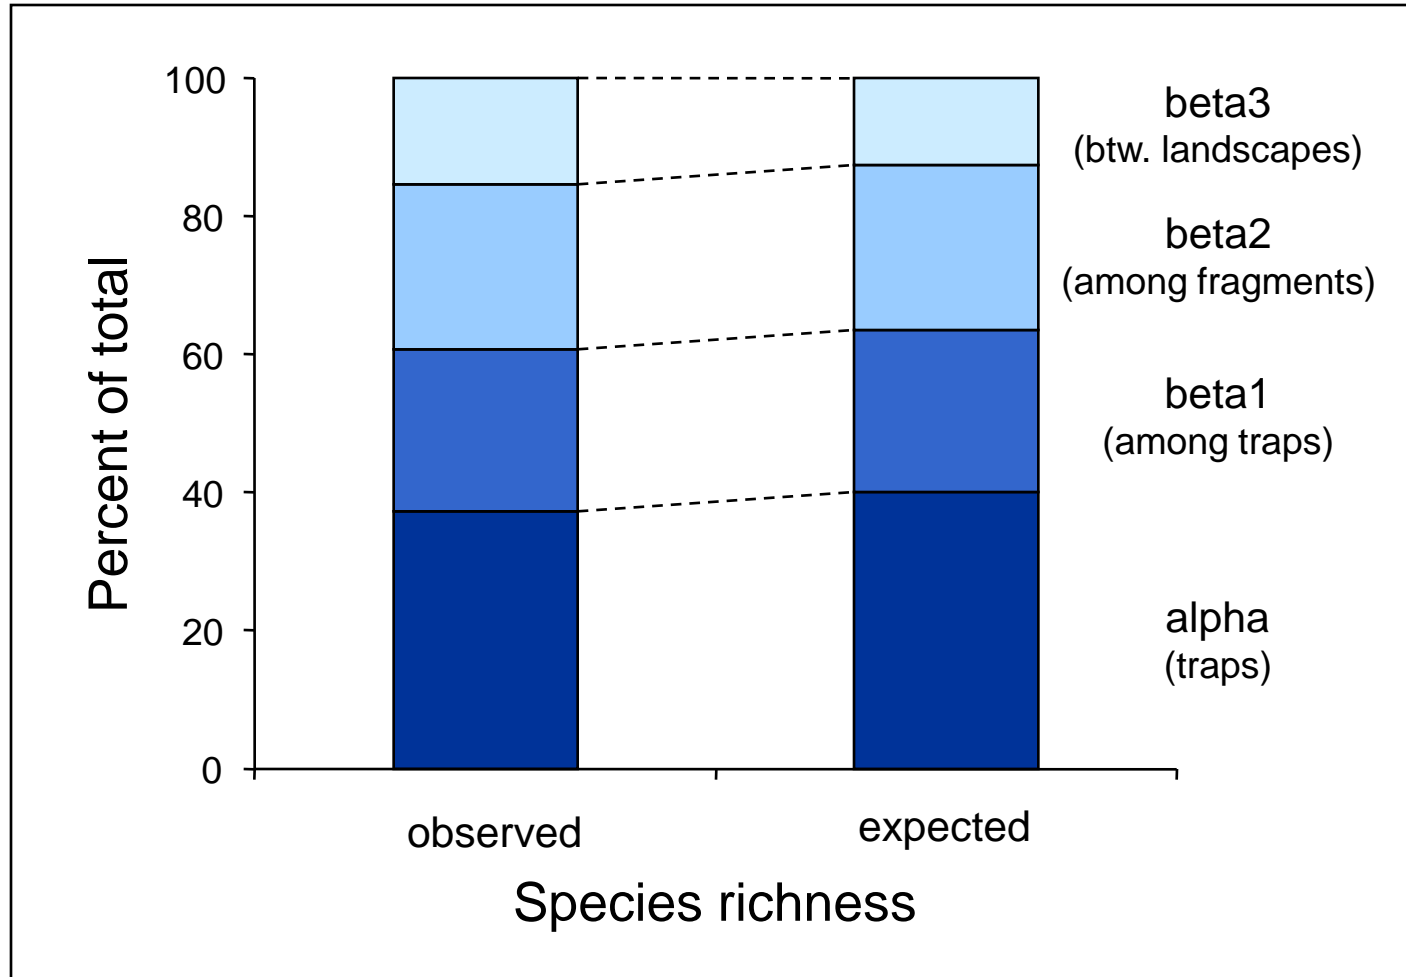 Percent of total
100
80
60
40
20
0
beta3
(btw. landscapes)
beta2
(among fragments)
beta1
(among traps)
alpha
(traps)
observed
expected
Species richness